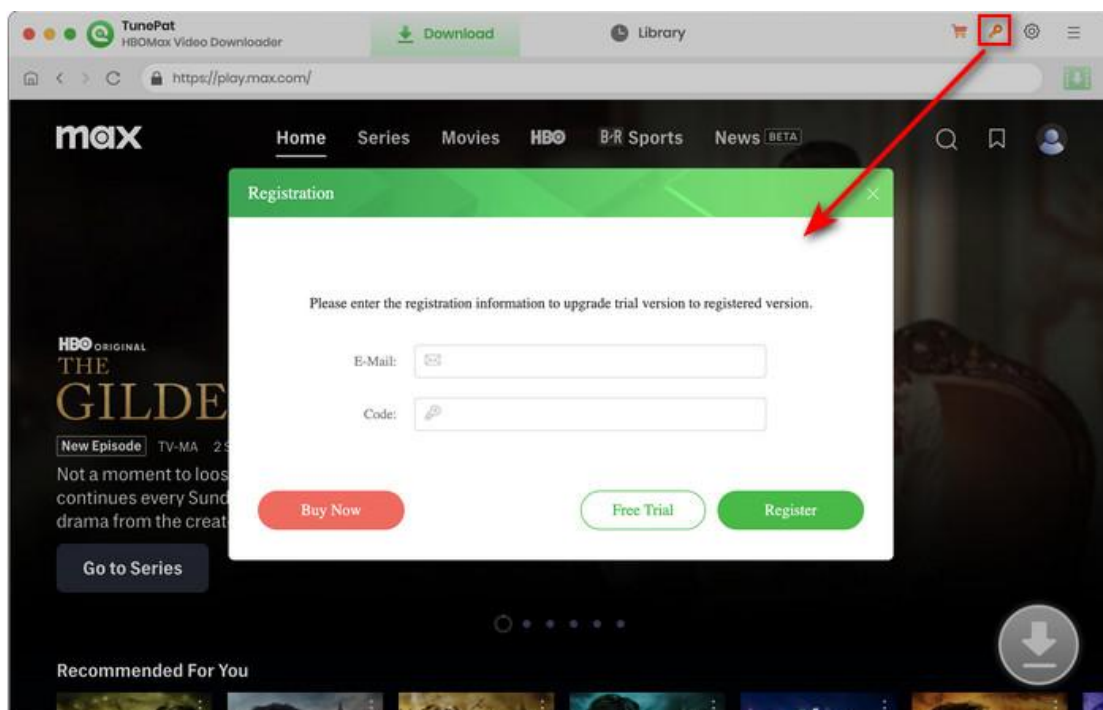 TunePat
HBOMax Video Downloader
Download
Library
https://play.max.com/
max
Home Series Movies HBO B/R Sports News BETA
Registration
Please enter the registration information to upgrade trial version to registered version.
E-Mail:
Code:
Buy Now
Free Trial
Register
HBO ORIGINAL
THE
GILDE
New Episode TV-MA 2 S
Not a moment to loos
continues every Sund
drama from the creat
Go to Series
Recommended For You